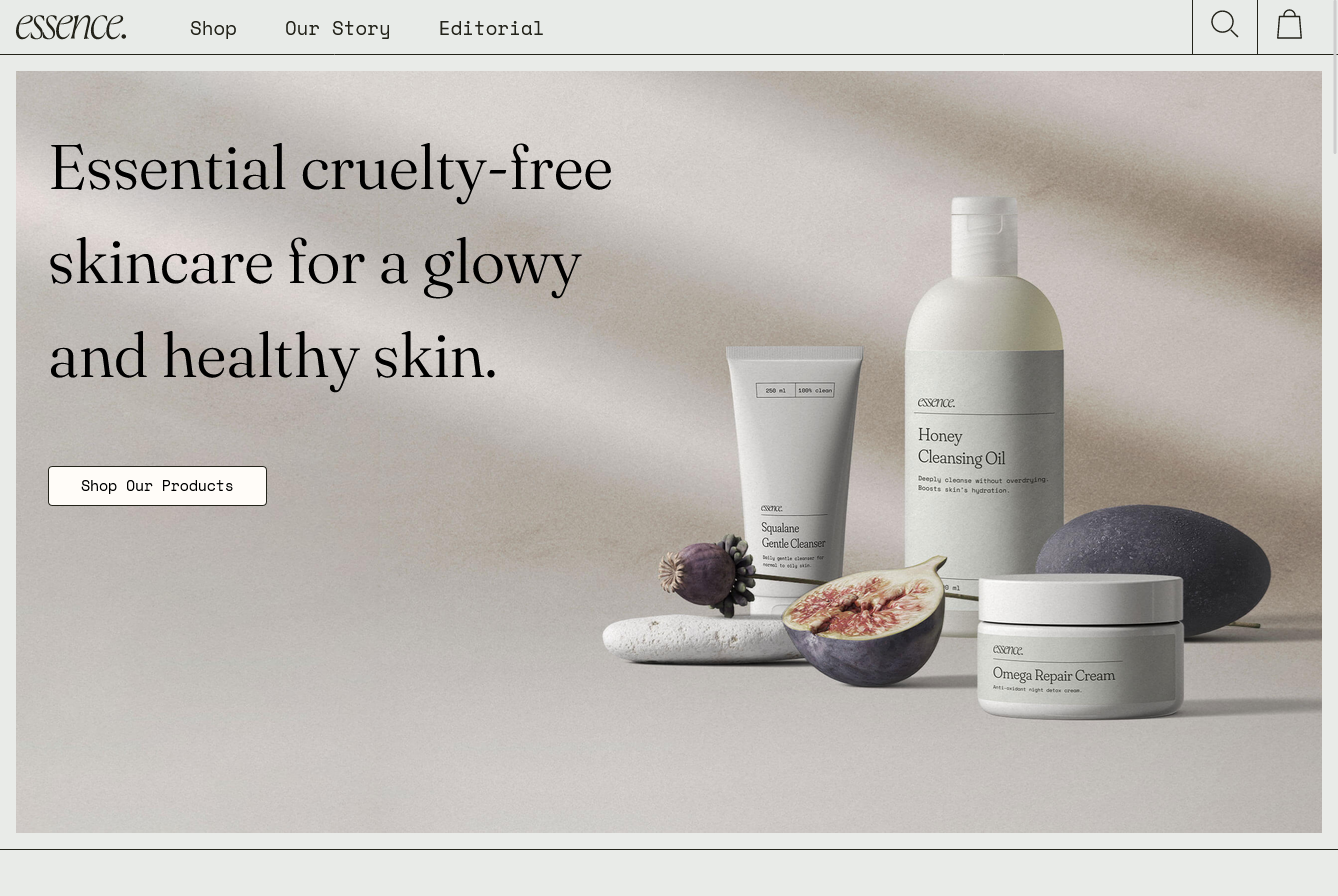 essence.
Shop
Our Story
Editorial
Essential cruelty-free
skincare for a glowy
and healthy skin.
Shop Our Products
250 ml
100% clean
essence.
Squalane
Gentle Cleanser
Daily gentle cleanser for
normal to oily skin.
essence.
Honey
Cleansing Oil
Deeply cleanse without overdrying.
Boosts skin's hydration.
ml
essence.
Omega Repair Cream
Anti-oxidant night detox cream.